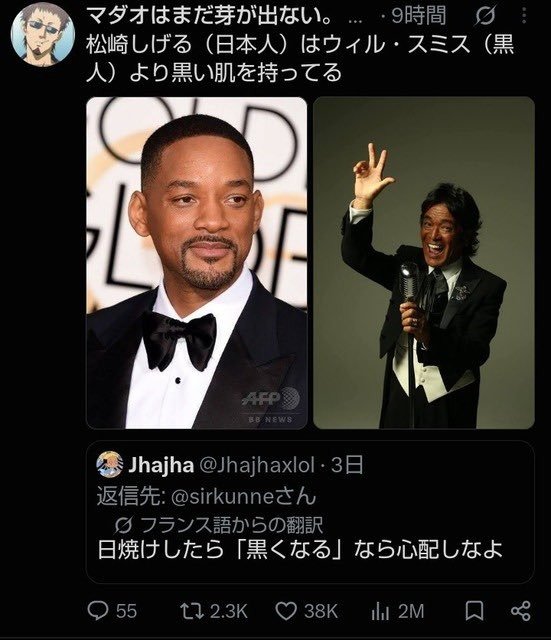 マダオはまだ芽が出ない。 ... ・9時間
松崎しげる（日本人）はウィル・スミス（黒
人）より黒い肌を持ってる
GOLD
GL
AFP
BB NEWS
Jhajha @Jhajhaxlol・3日
返信先: @sirkunneさん
フランス語からの翻訳
日焼けしたら「黒くなる」なら心配しなよ
55 2.3K 38K 2M